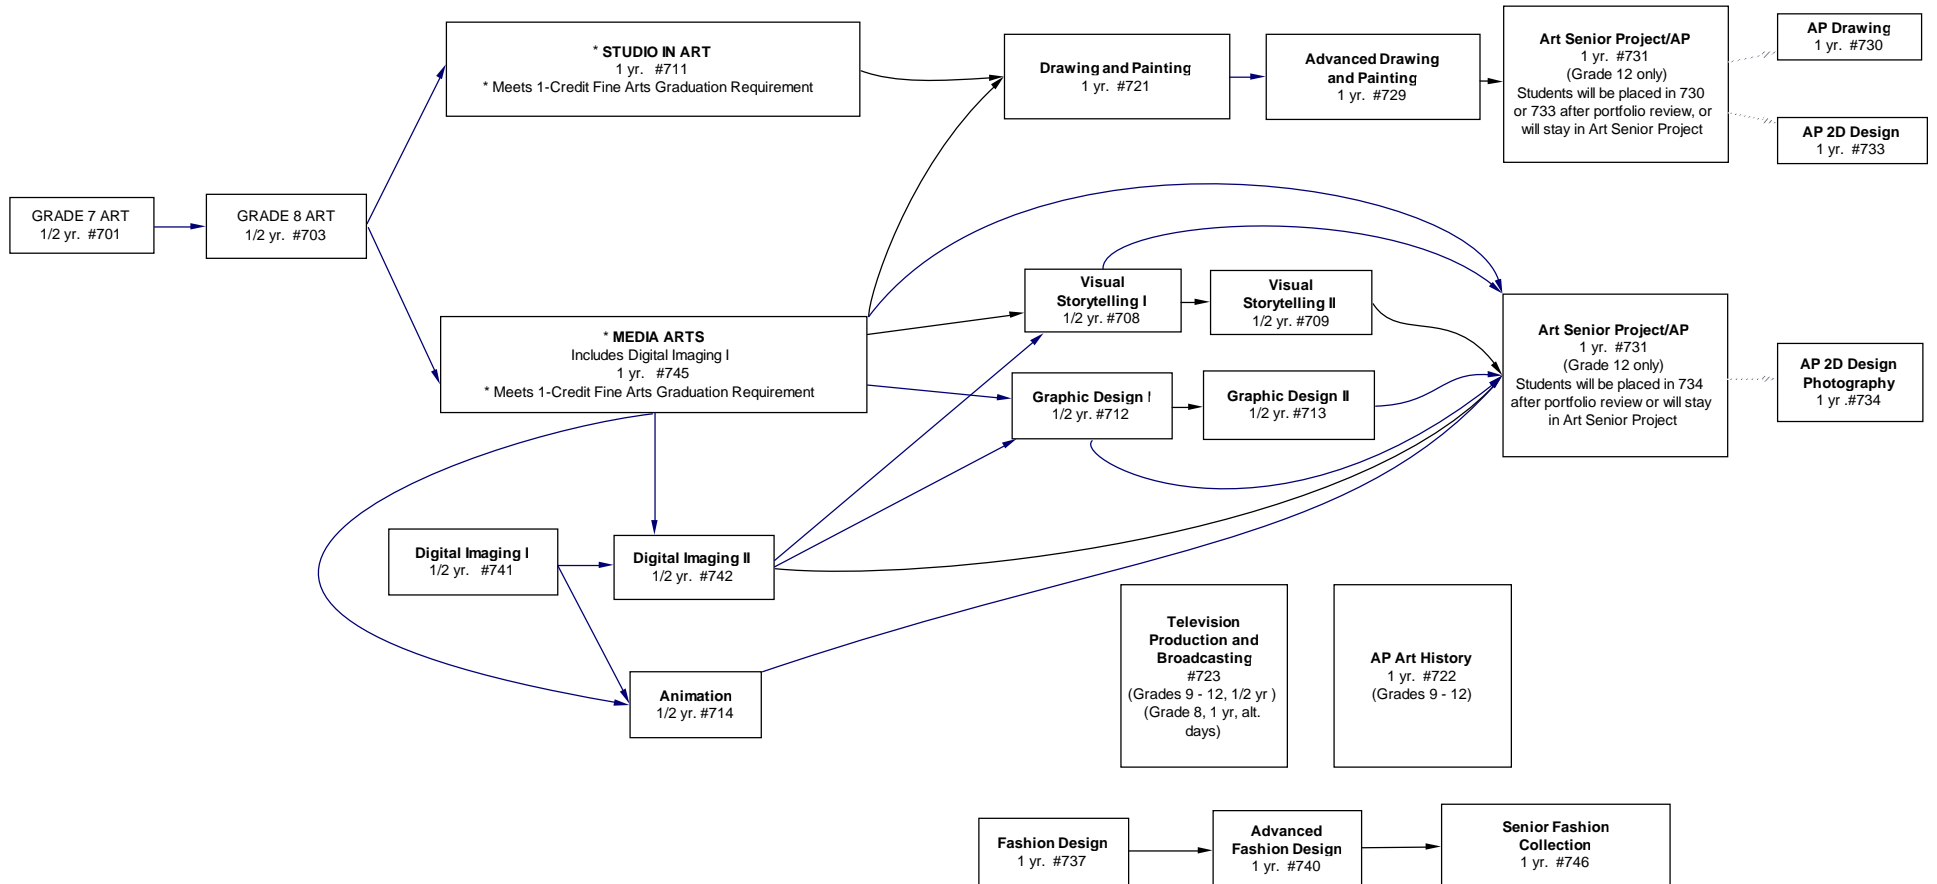 * STUDIO IN ART
1 yr.   #711
* Meets 1-Credit Fine Arts Graduation Requirement
Drawing and Painting
1 yr.  #721
Advanced Drawing
and Painting
1 yr.  #729
Art Senior Project/AP
1 yr.  #731
(Grade 12 only)
Students will be placed in 730
or 733 after portfolio review, or
will stay in Art Senior Project
AP Drawing
1 yr.  #730
AP 2D Design
1 yr.  #733
GRADE 7 ART
1/2 yr.  #701
GRADE 8 ART
1/2 yr.  #703
* MEDIA ARTS
Includes Digital Imaging I
1 yr.  #745
* Meets 1-Credit Fine Arts Graduation Requirement
Visual
Storytelling I
1/2 yr. #708
Visual
Storytelling II
1/2 yr. #709
Graphic Design I
1/2 yr. #712
Graphic Design II
1/2 yr. #713
Art Senior Project/AP
1 yr.  #731
(Grade 12 only)
Students will be placed in 734
after portfolio review or will stay
in Art Senior Project
AP 2D Design
Photography
1 yr .#734
Digital Imaging I
1/2 yr.   #741
Digital Imaging II
1/2 yr.  #742
Animation
1/2 yr. #714
Television
Production and
Broadcasting
#723
(Grades 9 - 12, 1/2 yr )
(Grade 8, 1 yr, alt.
days)
AP Art History
1 yr.  #722
(Grades 9 - 12)
Fashion Design
1 yr.  #737
Advanced
Fashion Design
1 yr.  #740
Senior Fashion
Collection
1 yr.  #746